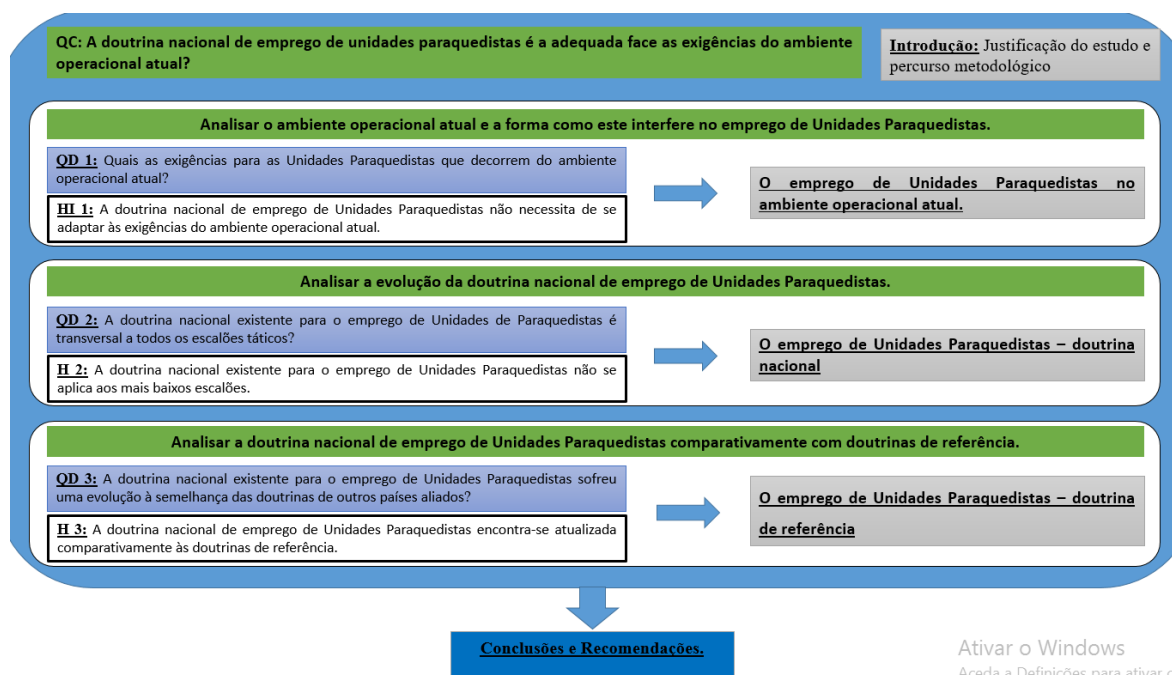 QC: A doutrina nacional de emprego de unidades paraquedistas é a adequada face as exigências do ambiente
operacional atual?
Introdução: Justificação do estudo e
percurso metodológico
Analisar o ambiente operacional atual e a forma como este interfere no emprego de Unidades Paraquedistas.
QD 1: Quais as exigências para as Unidades Paraquedistas que decorrem do ambiente
operacional atual?
HI 1: A doutrina nacional de emprego de Unidades Paraquedistas não necessita de se
adaptar às exigências do ambiente operacional atual.
O emprego de Unidades Paraquedistas no
ambiente operacional atual.
Analisar a evolução da doutrina nacional de emprego de Unidades Paraquedistas.
QD 2: A doutrina nacional existente para o emprego de Unidades de Paraquedistas é
transversal a todos os escalões táticos?
H 2: A doutrina nacional existente para o emprego de Unidades Paraquedistas não se
aplica aos mais baixos escalões.
O emprego de Unidades Paraquedistas – doutrina
nacional
Analisar a doutrina nacional de emprego de Unidades Paraquedistas comparativamente com doutrinas de referência.
QD 3: A doutrina nacional existente para o emprego de Unidades Paraquedistas sofreu
uma evolução à semelhança das doutrinas de outros países aliados?
H 3: A doutrina nacional de emprego de Unidades Paraquedistas encontra-se atualizada
comparativamente às doutrinas de referência.
O emprego de Unidades Paraquedistas – doutrina
de referência
Conclusões e Recomendações.
Ativar o Windows
Aceda a Definições para ativar o